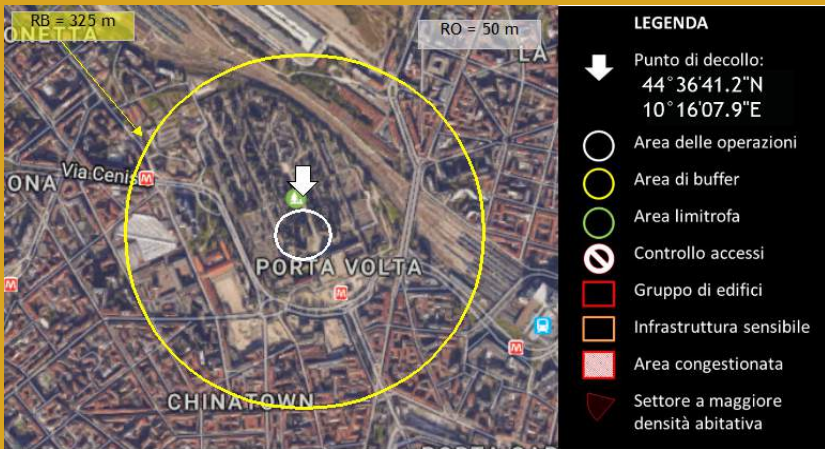 RB = 325 m
RO = 50 m
ONETTA
LA
Via Cenis
M
ONA
PORTA VOLTA
M
M
M
CHINATOWN
LEGENDA
Punto di decollo:
44°36'41.2"N
10°16'07.9"E
Area delle operazioni
Area di buffer
Area limitrofa
Controllo accessi
Gruppo di edifici
Infrastruttura sensibile
Area congestionata
Settore a maggiore
densità abitativa